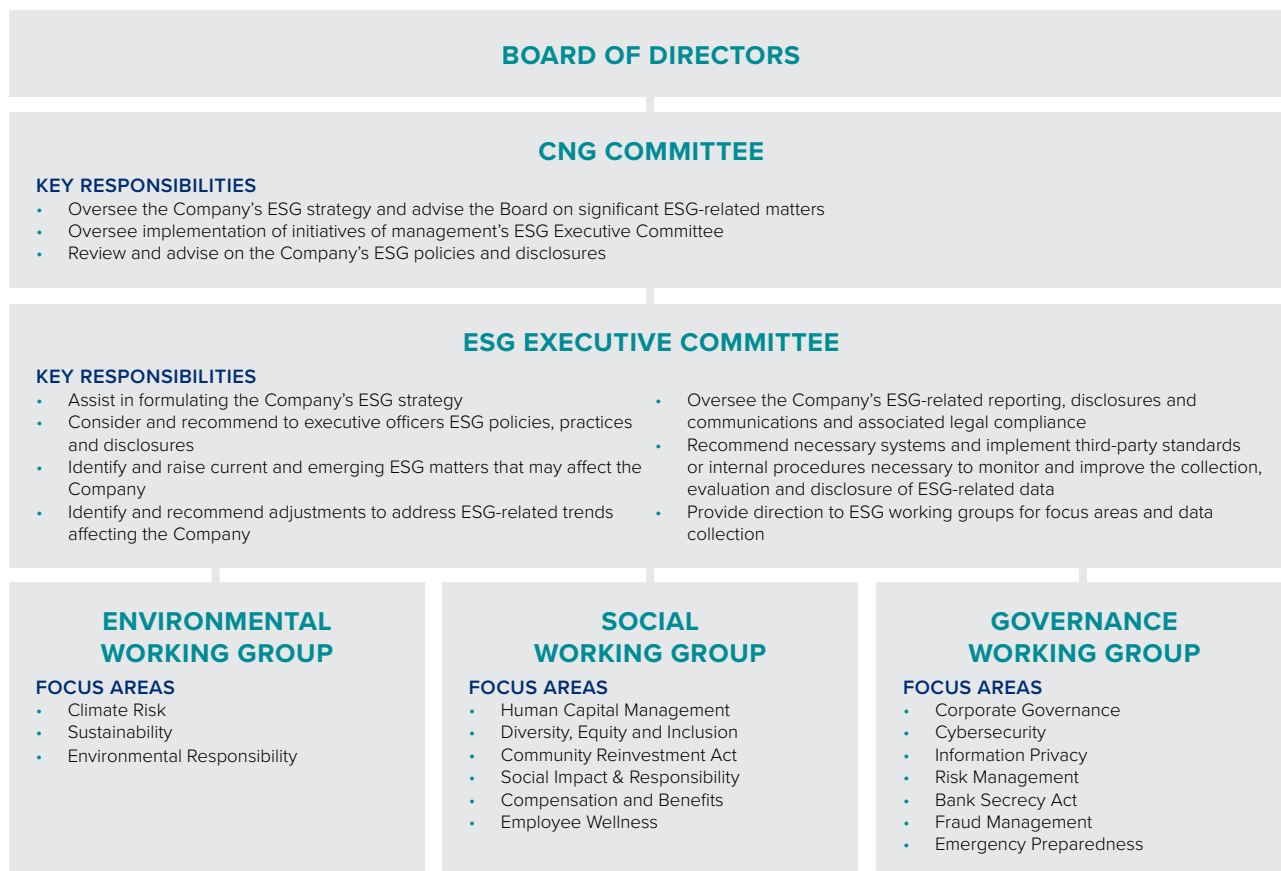 BOARD OF DIRECTORS
CNG COMMITTEE
KEY RESPONSIBILITIES
• Oversee the Company’s ESG strategy and advise the Board on significant ESG-related matters
• Oversee implementation of initiatives of management’s ESG Executive Committee
• Review and advise on the Company’s ESG policies and disclosures
ESG EXECUTIVE COMMITTEE
KEY RESPONSIBILITIES
• Assist in formulating the Company’s ESG strategy
• Consider and recommend to executive officers ESG policies, practices
and disclosures
• Identify and raise current and emerging ESG matters that may affect the
Company
• Identify and recommend adjustments to address ESG-related trends
affecting the Company
• Oversee the Company’s ESG-related reporting, disclosures and
communications and associated legal compliance
• Recommend necessary systems and implement third-party standards
or internal procedures necessary to monitor and improve the collection,
evaluation and disclosure of ESG-related data
• Provide direction to ESG working groups for focus areas and data
collection
ENVIRONMENTAL
WORKING GROUP
FOCUS AREAS
• Climate Risk
• Sustainability
• Environmental Responsibility
SOCIAL
WORKING GROUP
FOCUS AREAS
• Human Capital Management
• Diversity, Equity and Inclusion
• Community Reinvestment Act
• Social Impact & Responsibility
• Compensation and Benefits
• Employee Wellness
GOVERNANCE
WORKING GROUP
FOCUS AREAS
• Corporate Governance
• Cybersecurity
• Information Privacy
• Risk Management
• Bank Secrecy Act
• Fraud Management
• Emergency Preparedness